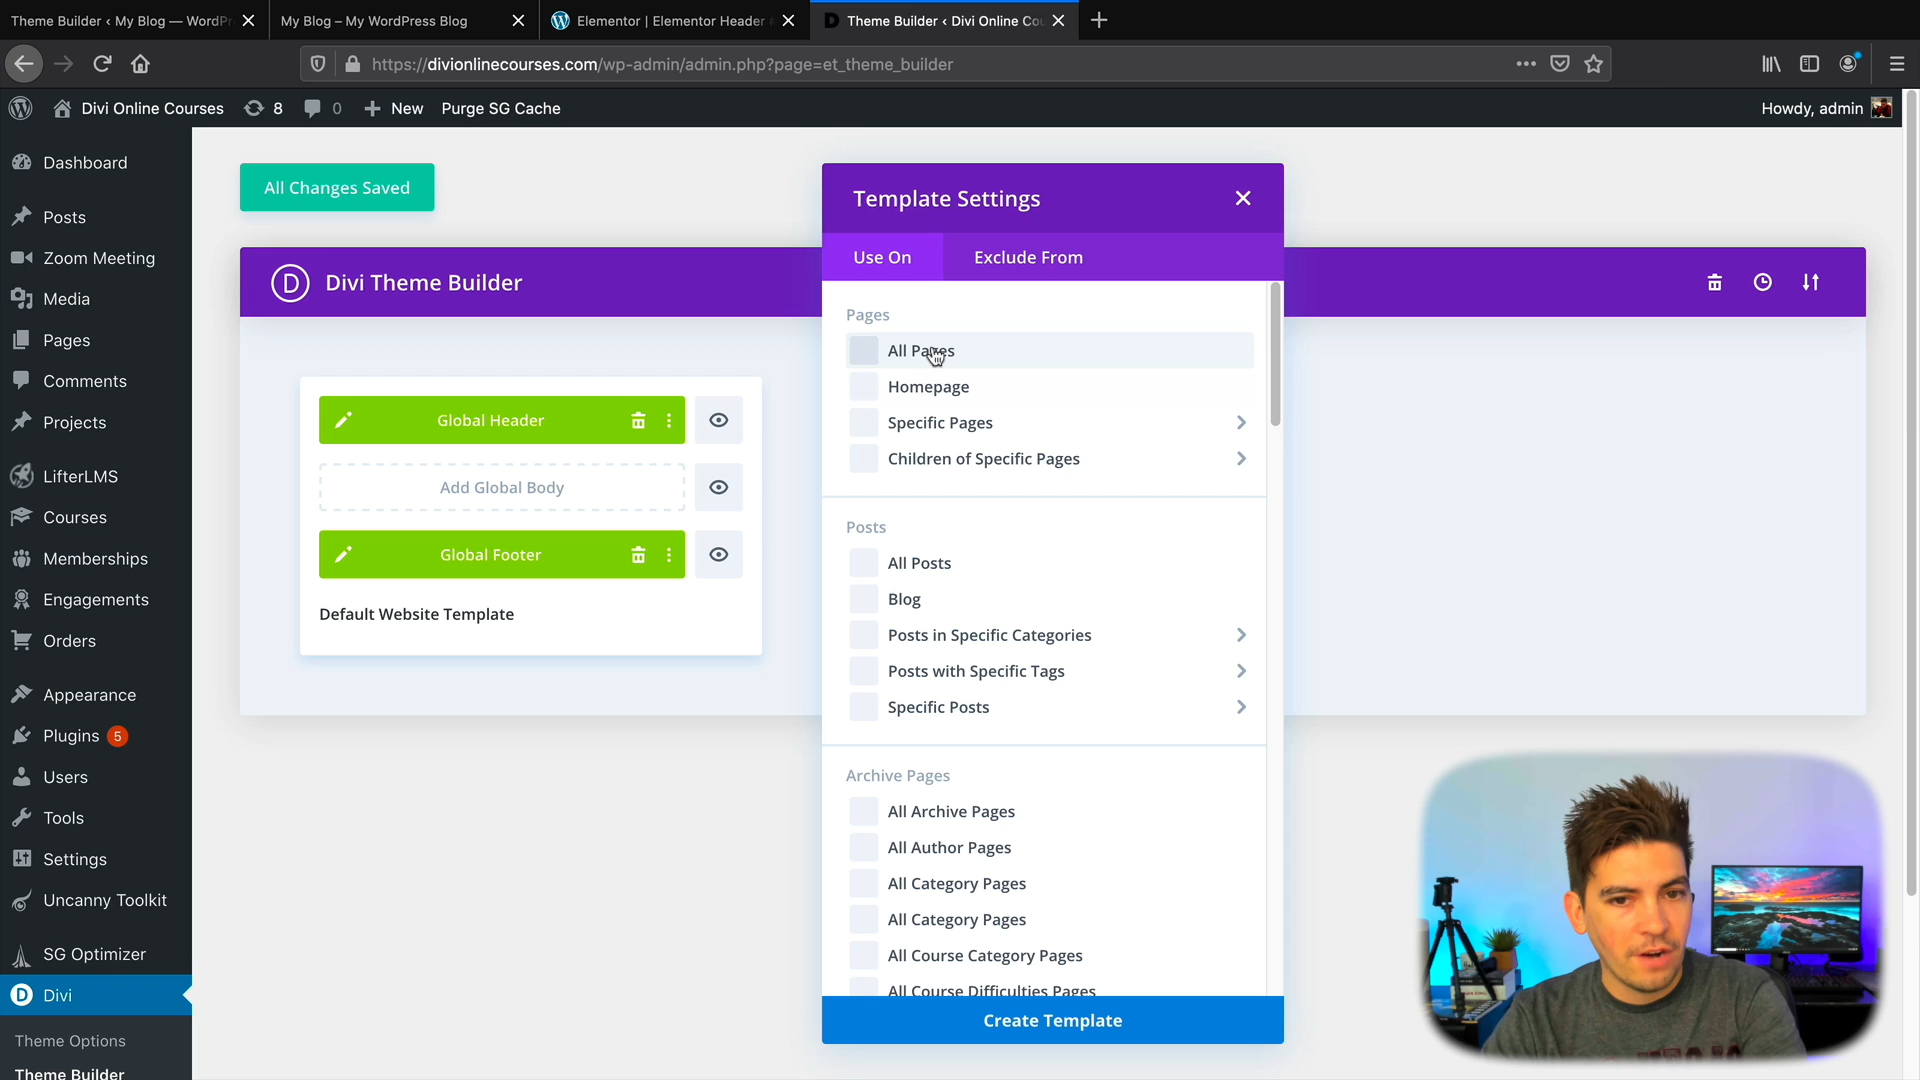 Theme Builder ‹ My Blog — WordPr
My Blog – My WordPress Blog
Elementor | Elementor Header #
Theme Builder ‹ Divi Online Cou
https://divionlinecourses.com/wp-admin/admin.php?page=et_theme_builder
Divi Online Courses
8
0
New
Purge SG Cache
Howdy, admin
Dashboard
Posts
Zoom Meeting
Media
Pages
Comments
Projects
LifterLMS
Courses
Memberships
Engagements
Orders
Appearance
Plugins 5
Users
Tools
Settings
Uncanny Toolkit
SG Optimizer
Divi
Theme Options
Theme Builder
All Changes Saved
D Divi Theme Builder
Global Header
Add Global Body
Global Footer
Default Website Template
Template Settings
Use On
Exclude From
Pages
All Pages
Homepage
Specific Pages
Children of Specific Pages
Posts
All Posts
Blog
Posts in Specific Categories
Posts with Specific Tags
Specific Posts
Archive Pages
All Archive Pages
All Author Pages
All Category Pages
All Category Pages
All Course Category Pages
All Course Difficulties Pages
Create Template